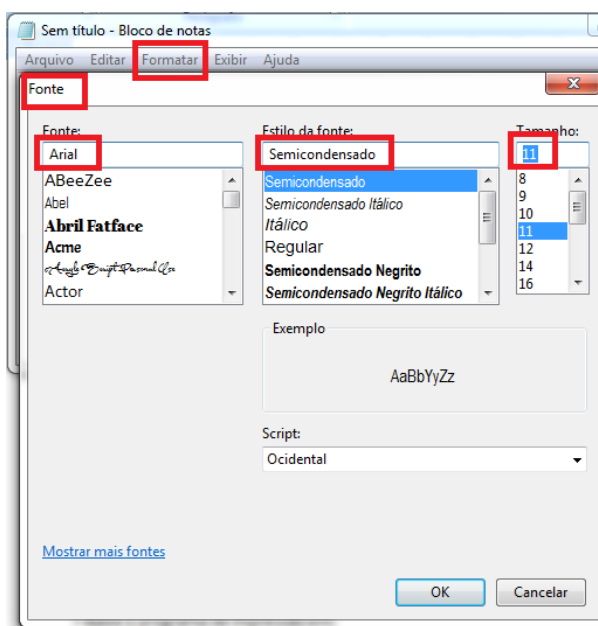 Sem título - Bloco de notas
Arquivo Editar Formatar Exibir Ajuda
Fonte
Fonte: Estilo da fonte: Tamanho:
Arial Semicondensado 11
ABeeZee Semicondensado 8
Abel Semicondensado Itálico 9
Abril Fatface Itálico 10
Acme Regular 11
Semicondensado Negrito 12
Actor Semicondensado Negrito Itálico 14
16
Exemplo
AaBbYyZz
Script:
Ocidental
Mostrar mais fontes
OK Cancelar